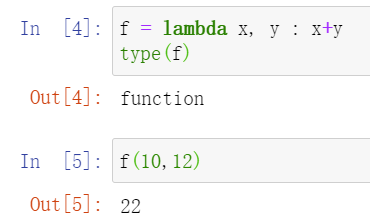 In [4]: f = lambda x, y : x+y
type(f)
Out[4]: function
In [5]: f(10,12)
Out[5]: 22